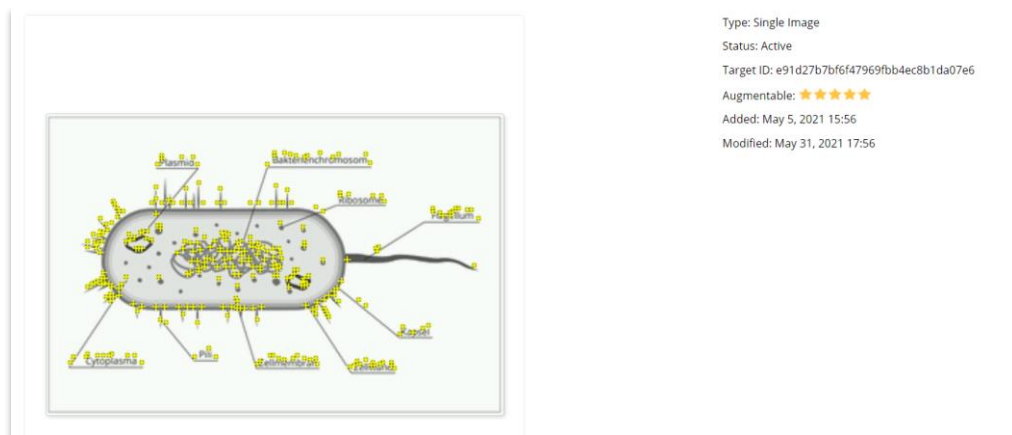 Type: Single Image
Status: Active
Target ID: e91d27b7bf6f47969fbb4ec8b1da07e6
Augmentable:
Added: May 5, 2021 15:56
Modified: May 31, 2021 17:56
Plasmid
Bakterienchromosom
Ribosome
Flagellum
Kapsel
Cytoplasma
Pili
Zellmembran
Zellwand